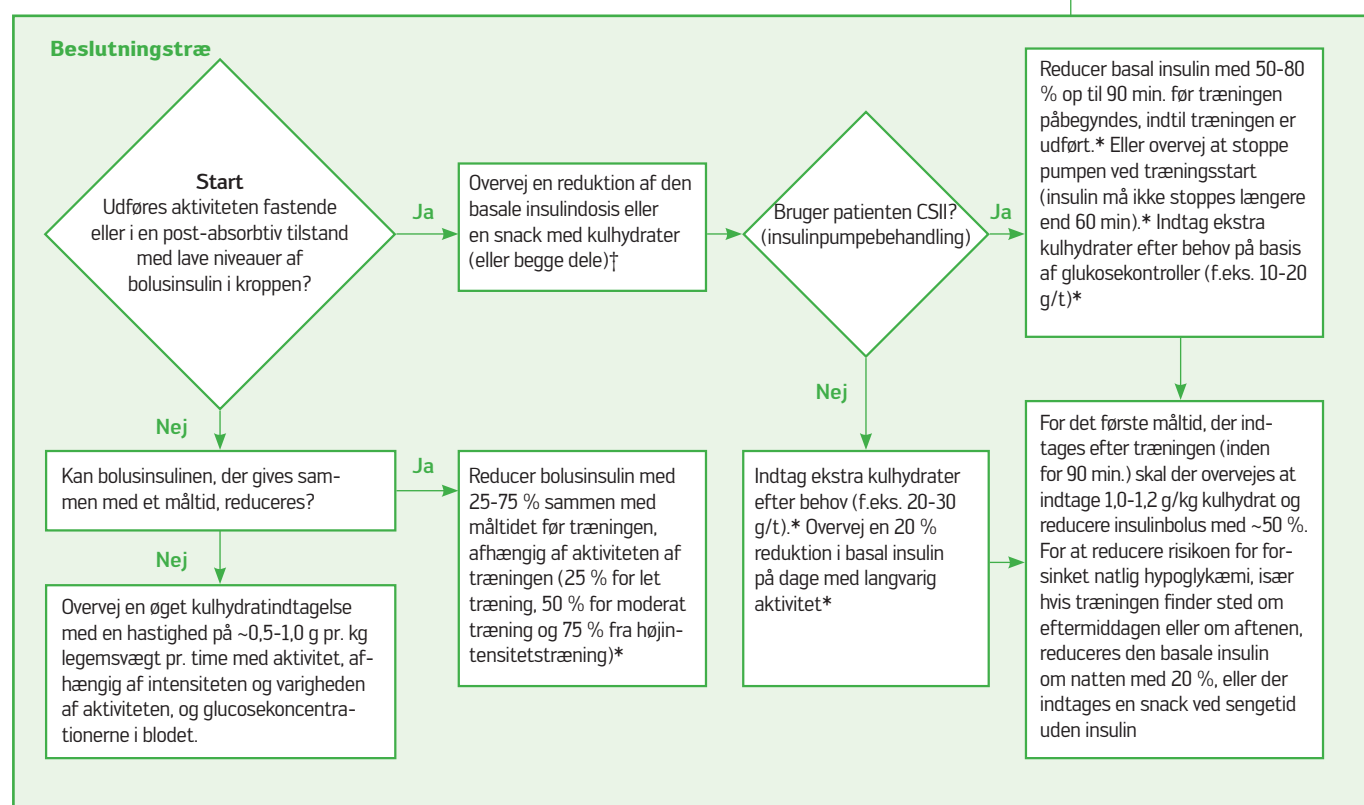 Beslutningstræ
Start
Udføres aktiviteten fastende
eller i en post-absorbtiv tilstand
med lave niveauer af
bolusinsulin i kroppen?
Ja
Overvej en reduktion af den
basale insulindosis eller
en snack med kulhydrater
(eller begge dele)†
Bruger patienten CSII?
(insulinpumpebehandling)
Ja
Reducer basal insulin med 50-80
% op til 90 min. før træningen
påbegyndes, indtil træningen er
udført.* Eller overvej at stoppe
pumpen ved træningsstart
(insulin må ikke stoppes længere
end 60 min).* Indtag ekstra
kulhydrater efter behov på basis
af glukosekontroller (f.eks. 10-20
g/t)*
Nej
Kan bolusinsulinen, der gives sam-
men med et måltid, reduceres?
Ja
Reducer bolusinsulin med
25-75 % sammen med
måltidet før træningen,
afhængig af aktiviteten af
træningen (25 % for let
træning, 50 % for moderat
træning og 75 % fra højin-
tensitetstræning)*
Nej
Overvej en øget kulhydratindtagelse
med en hastighed på ~0,5-1,0 g pr. kg
legemsvægt pr. time med aktivitet, af-
hængig af intensiteten og varigheden
af aktiviteten, og glucosekoncentra-
tionerne i blodet.
Nej
Indtag ekstra kulhydrater
efter behov (f.eks. 20-30
g/t).* Overvej en 20 %
reduktion i basal insulin
på dage med langvarig
aktivitet*
For det første måltid, der ind-
tages efter træningen (inden
for 90 min.) skal der overvejes at
indtage 1,0-1,2 g/kg kulhydrat og
reducere insulinbolus med ~50 %.
For at reducere risikoen for for-
sinket natlig hypoglykæmi, især
hvis træningen finder sted om
eftermiddagen eller om aftenen,
reduceres den basale insulin
om natten med 20 %, eller der
indtages en snack ved sengetid
uden insulin